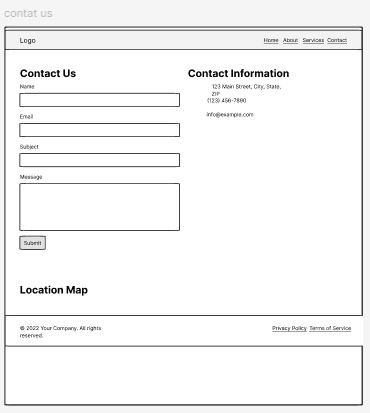 contat us
Logo
Home About Services Contact
Contact Us
Name
Email
Subject
Message
Submit
Contact Information
123 Main Street, City, State,
ZIP
(123) 456-7890
info@example.com
Location Map
© 2022 Your Company. All rights
reserved.
Privacy Policy Terms of Service